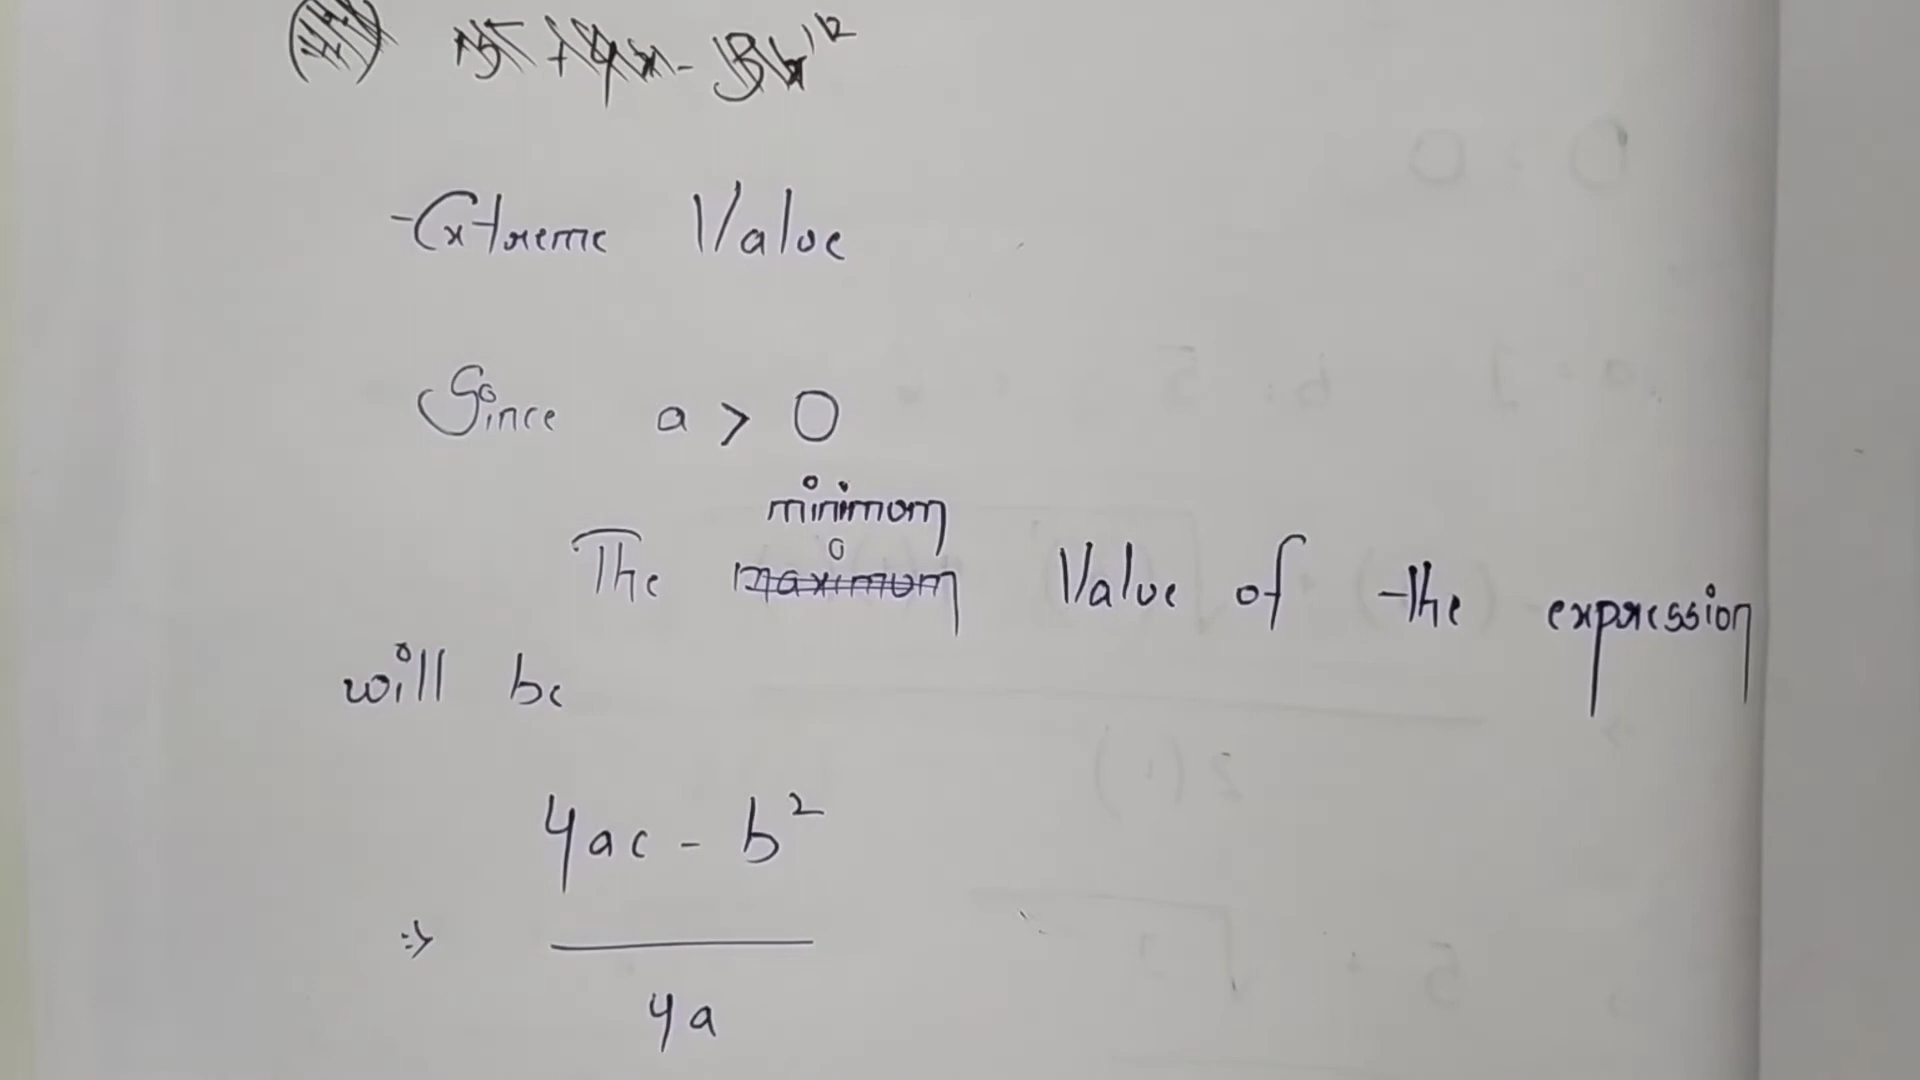 Extreme Value
Since a > 0
minimum
The maximum Value of the expression
will be
4ac - b²
⇒
4a